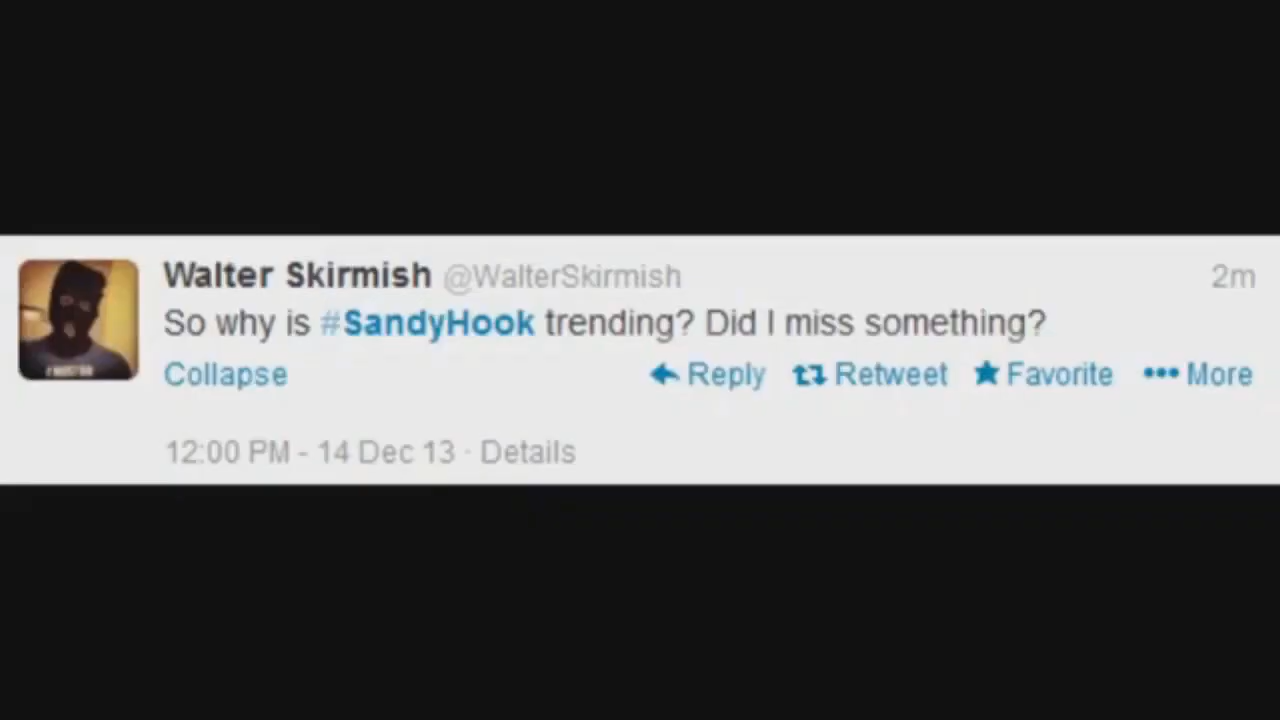 Walter Skirmish @WalterSkirmish 2m
So why is #SandyHook trending? Did I miss something?
Collapse Reply Retweet Favorite ••• More
12:00 PM - 14 Dec 13 · Details